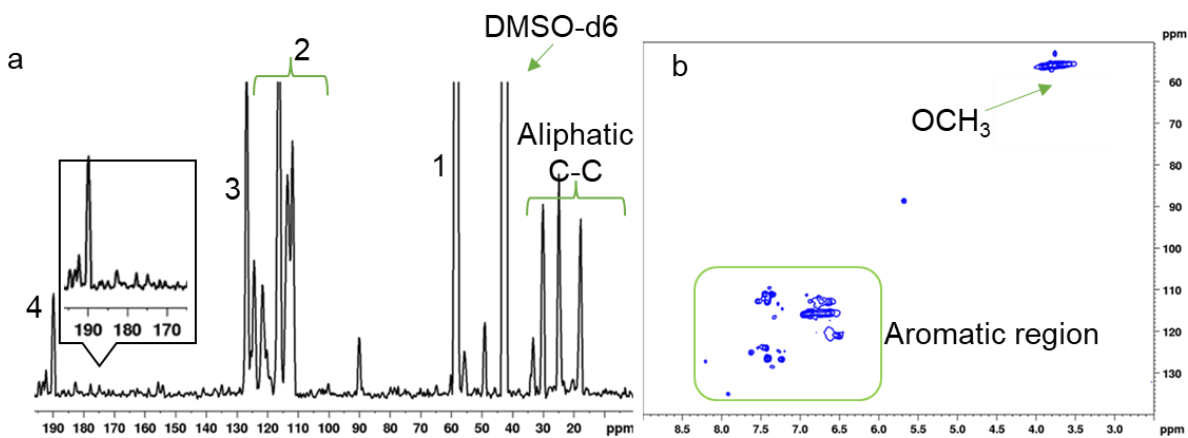 a
2
DMSO-d6
3
1
Aliphatic
C-C
4
190 180 170
190 180 170 160 150 140 130 120 110 100 90 80 70 60 50 40 30 20 ppm
b
ppm
OCH3
60
70
80
90
100
110
120
130
Aromatic region
8.5 8.0 7.5 7.0 6.5 6.0 5.5 5.0 4.5 4.0 3.5 3.0 ppm